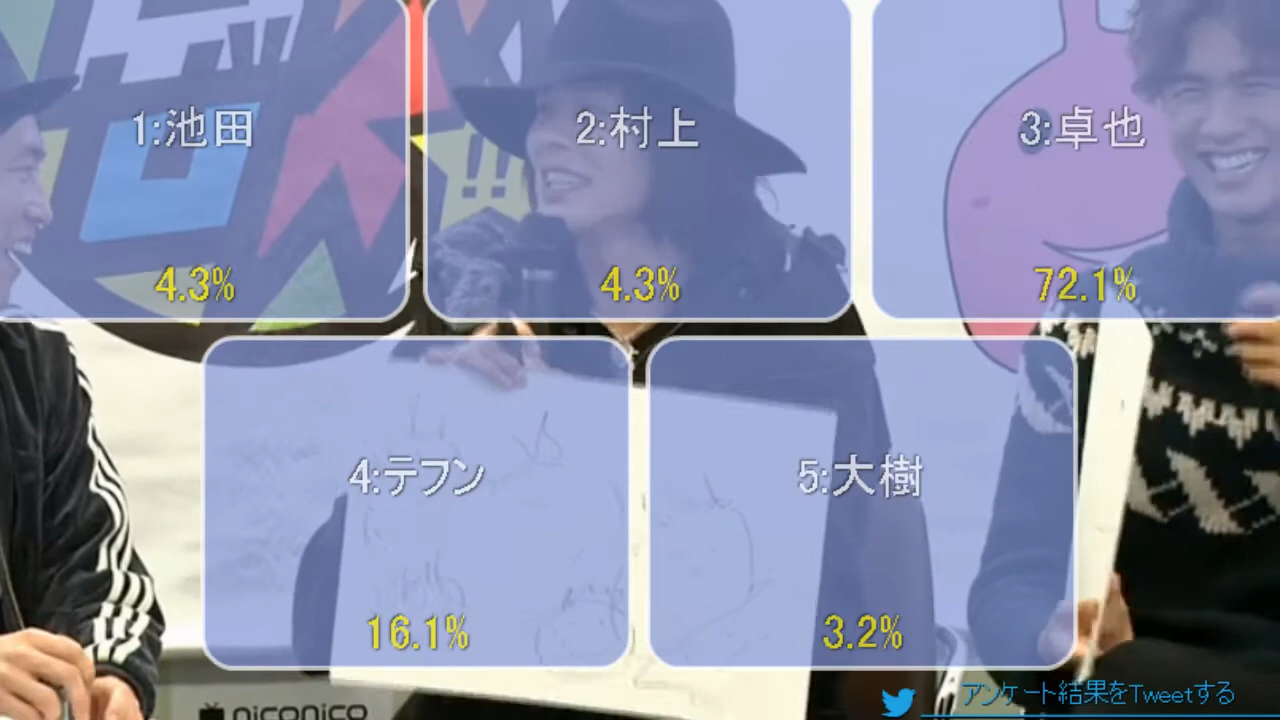 1:池田
2:村上
3:卓也
!!
4.3%
4.3%
72.1%
4:テフン
5:大樹
16.1%
3.2%
niconico
アンケート結果をTweetする